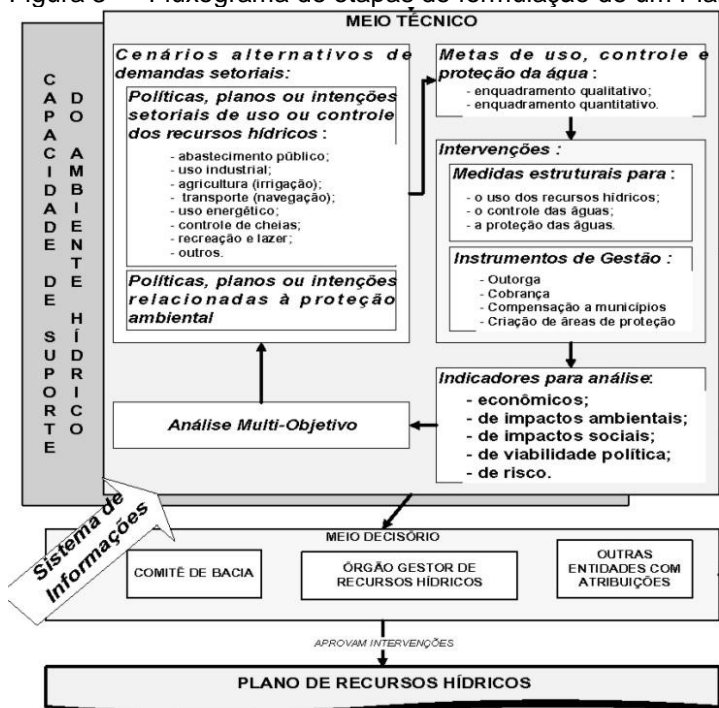 MEIO TÉCNICO
CAPACIDADE DE SUPORTE
DO AMBIENTE HÍDRICO
Cenários alternativos de
demandas setoriais:
Políticas, planos ou intenções
setoriais de uso ou controle
dos recursos hídricos :
- abastecimento público;
- uso industrial;
- agricultura (irrigação);
- transporte (navegação);
- uso energético;
- controle de cheias;
- recreação e lazer;
- outros.
Políticas, planos ou intenções
relacionadas à proteção
ambiental
Metas de uso, controle e
proteção da água :
- enquadramento qualitativo;
- enquadramento quantitativo.
Intervenções :
Medidas estruturais para :
- o uso dos recursos hídricos;
- o controle das águas;
- a proteção das águas.
Instrumentos de Gestão :
- Outorga
- Cobrança
- Compensação a municípios
- Criação de áreas de proteção
Indicadores para análise:
- econômicos;
- de impactos ambientais;
- de impactos sociais;
- de viabilidade política;
- de risco.
Análise Multi-Objetivo
Sistema de
Informações
MEIO DECISÓRIO
COMITÊ DE BACIA
ÓRGÃO GESTOR DE
RECURSOS HÍDRICOS
OUTRAS
ENTIDADES COM
ATRIBUIÇÕES
APROVAM INTERVENÇÕES
PLANO DE RECURSOS HÍDRICOS